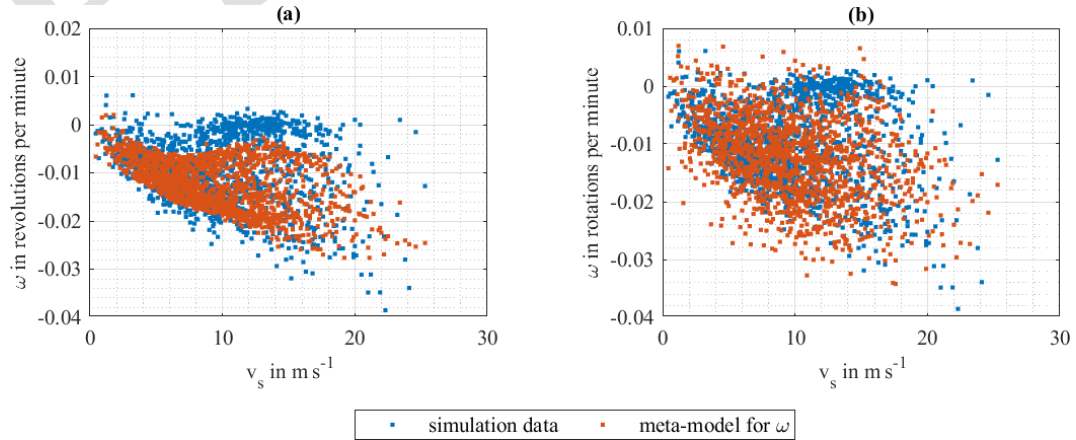 (a)
0.02
0.01
0
-0.01
-0.02
-0.03
-0.04
ω in revolutions per minute
0 10 20 30
v_s in m s⁻¹
(b)
0.01
0
-0.01
-0.02
-0.03
-0.04
ω in rotations per minute
0 10 20 30
v_s in m s⁻¹
simulation data meta-model for ω